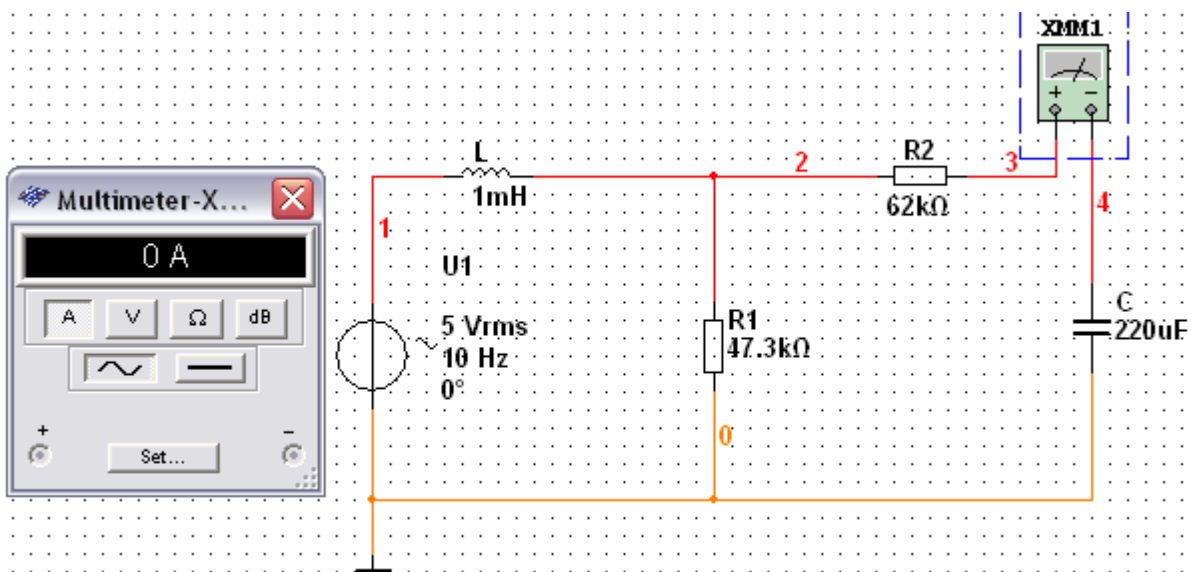 XMM1
+ −
L
1mH
2
R2
62kΩ
3
4
1
Multimeter-X...
0 A
A V Ω dB
+ −
Set...
U1
5 Vrms
10 Hz
0°
R1
47.3kΩ
C
220uF
0